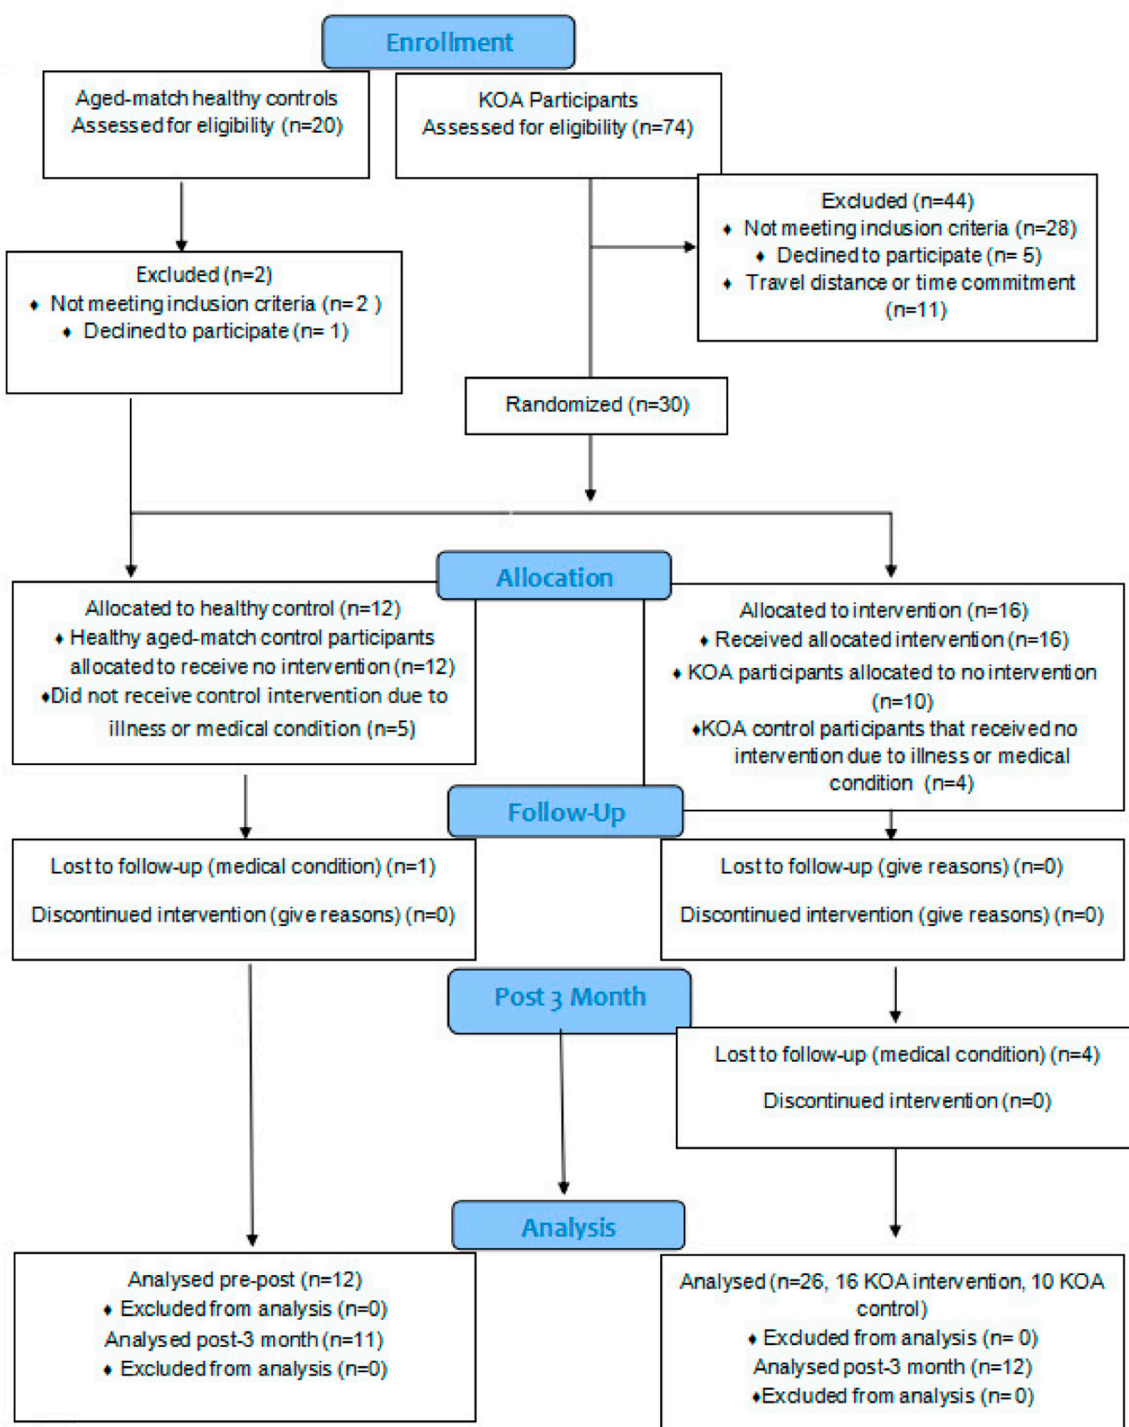 Enrollment
Aged-match healthy controls
Assessed for eligibility (n=20)
KOA Participants
Assessed for eligibility (n=74)
Excluded (n=44)
♦ Not meeting inclusion criteria (n=28)
♦ Declined to participate (n= 5)
♦ Travel distance or time commitment
(n=11)
Excluded (n=2)
♦ Not meeting inclusion criteria (n=2 )
♦ Declined to participate (n= 1)
Randomized (n=30)
Allocation
Allocated to healthy control (n=12)
♦ Healthy aged-match control participants
allocated to receive no intervention (n=12)
♦Did not receive control intervention due to
illness or medical condition (n=5)
Allocated to intervention (n=16)
♦ Received allocated intervention (n=16)
♦ KOA participants allocated to no intervention
(n=10)
♦KOA control participants that received no
intervention due to illness or medical
condition (n=4)
Follow-Up
Lost to follow-up (medical condition) (n=1)
Discontinued intervention (give reasons) (n=0)
Lost to follow-up (give reasons) (n=0)
Discontinued intervention (give reasons) (n=0)
Post 3 Month
Lost to follow-up (medical condition) (n=4)
Discontinued intervention (n=0)
Analysis
Analysed pre-post (n=12)
♦ Excluded from analysis (n=0)
Analysed post-3 month (n=11)
♦ Excluded from analysis (n=0)
Analysed (n=26, 16 KOA intervention, 10 KOA
control)
♦ Excluded from analysis (n= 0)
Analysed post-3 month (n=12)
♦Excluded from analysis (n= 0)